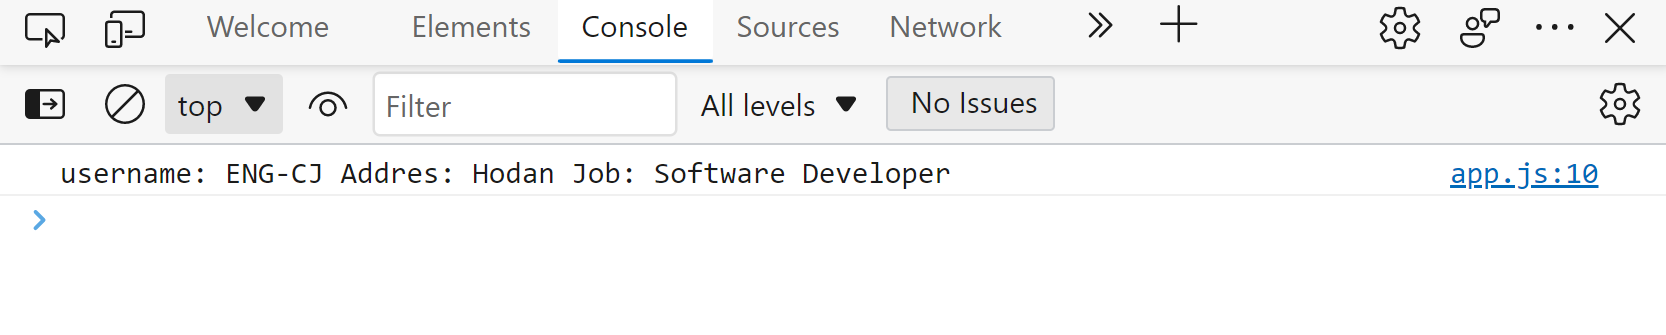 Welcome Elements Console Sources Network
top Filter All levels No Issues
username: ENG-CJ Addres: Hodan Job: Software Developer app.js:10